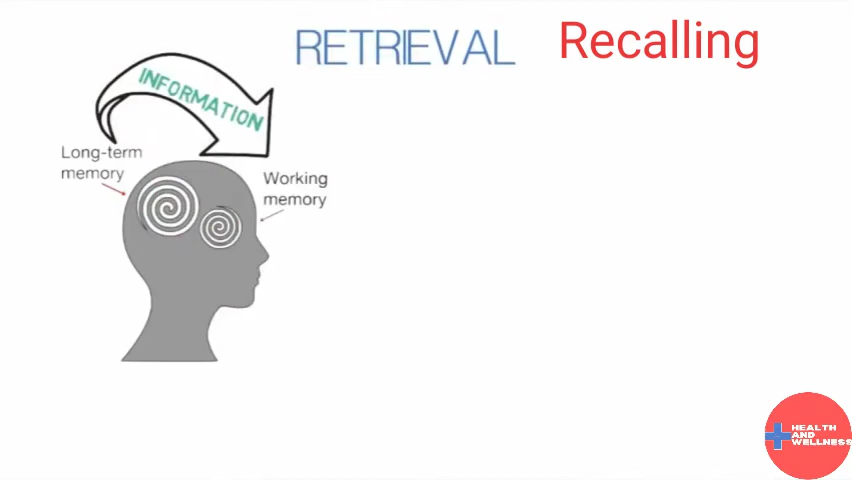 RETRIEVAL Recalling
INFORMATION
Long-term
memory
Working
memory
HEALTH
AND
WELLNESS